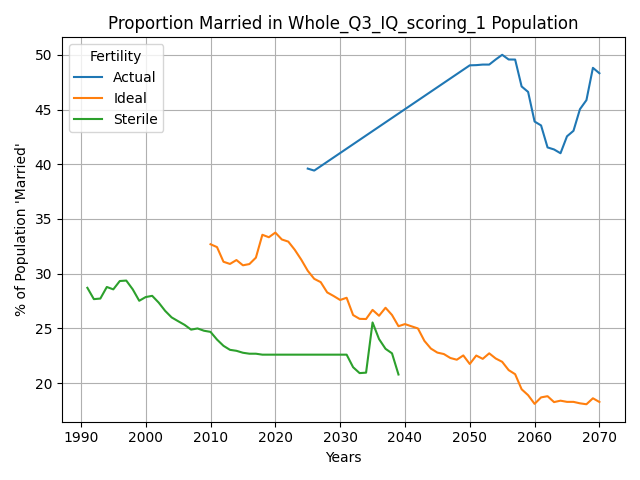 Proportion Married in Whole_Q3_IQ_scoring_1 Population
% of Population 'Married'
50
45
40
35
30
25
20
Fertility
Actual
Ideal
Sterile
1990 2000 2010 2020 2030 2040 2050 2060 2070
Years